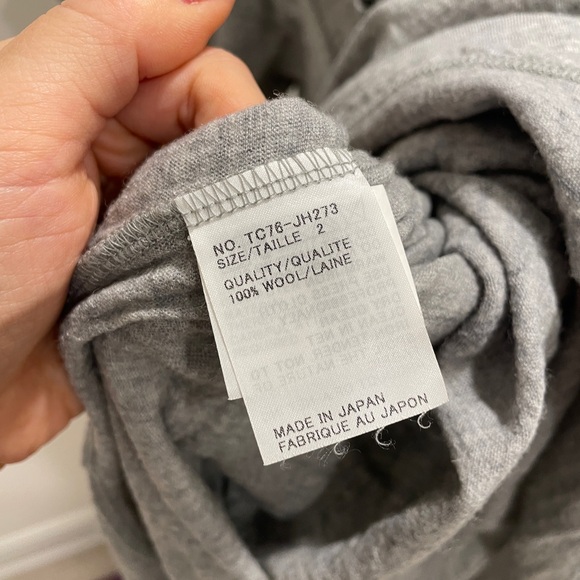 NO. TC76-JH273
SIZE/TAILLE 2
QUALITY/QUALITE
100% WOOL/LAINE
MADE IN JAPAN
FABRIQUE AU JAPON